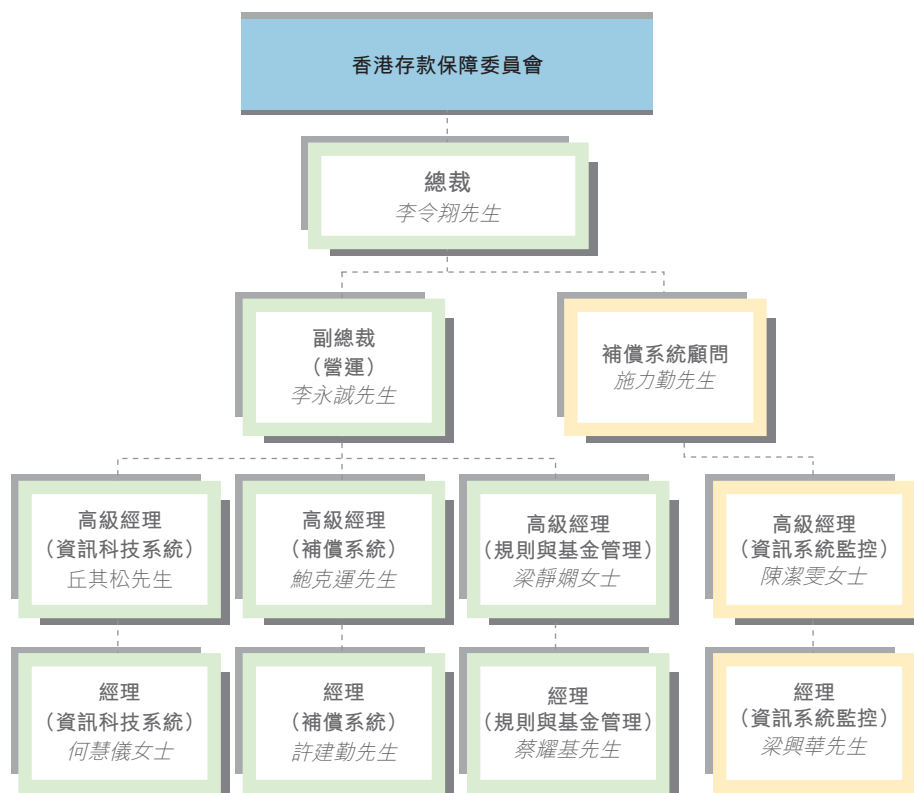 香港存款保障委員會
總裁
李令翔先生
副總裁
（營運）
李永誠先生
補償系統顧問
施力勤先生
高級經理
（資訊科技系統）
丘其松先生
高級經理
（補償系統）
鮑克運先生
高級經理
（規則與基金管理）
梁靜嫻女士
高級經理
（資訊系統監控）
陳潔雯女士
經理
（資訊科技系統）
何慧儀女士
經理
（補償系統）
許建勤先生
經理
（規則與基金管理）
蔡耀基先生
經理
（資訊系統監控）
梁興華先生